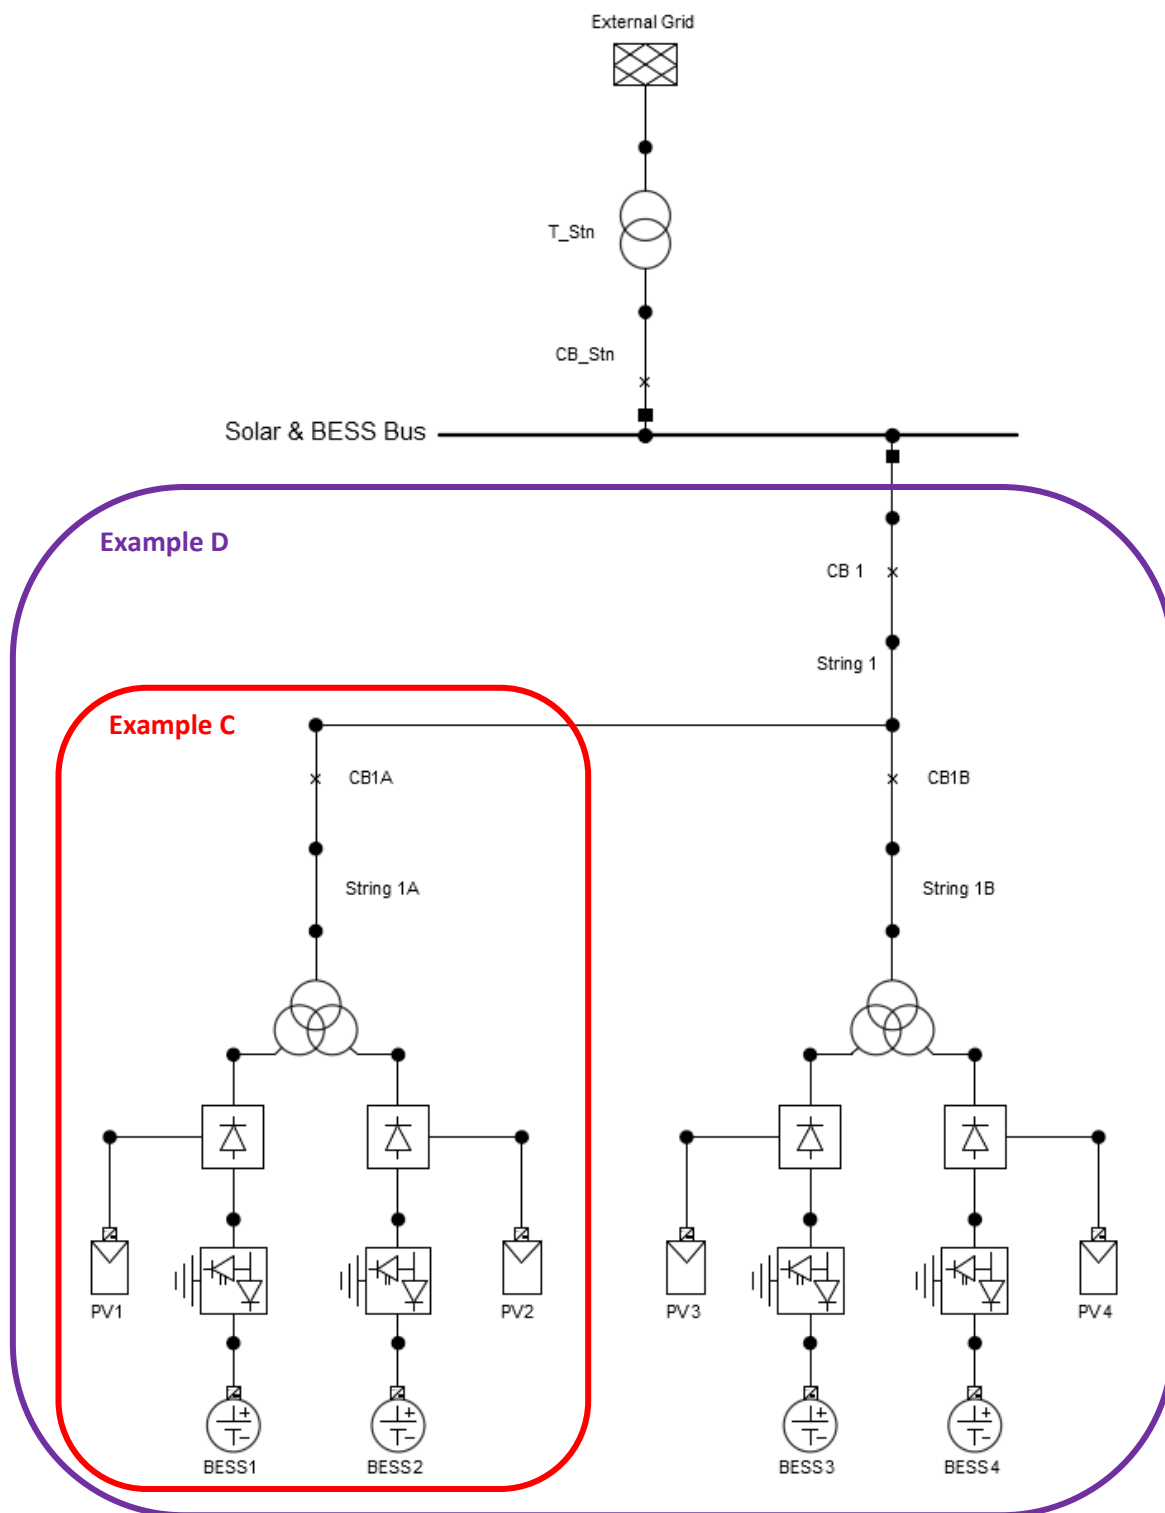 External Grid
T_Stn
CB_Stn
Solar & BESS Bus
Example D
CB 1
String 1
Example C
CB1A
CB1B
String 1A
String 1B
PV1
PV2
PV3
PV4
BESS1
BESS2
BESS3
BESS4